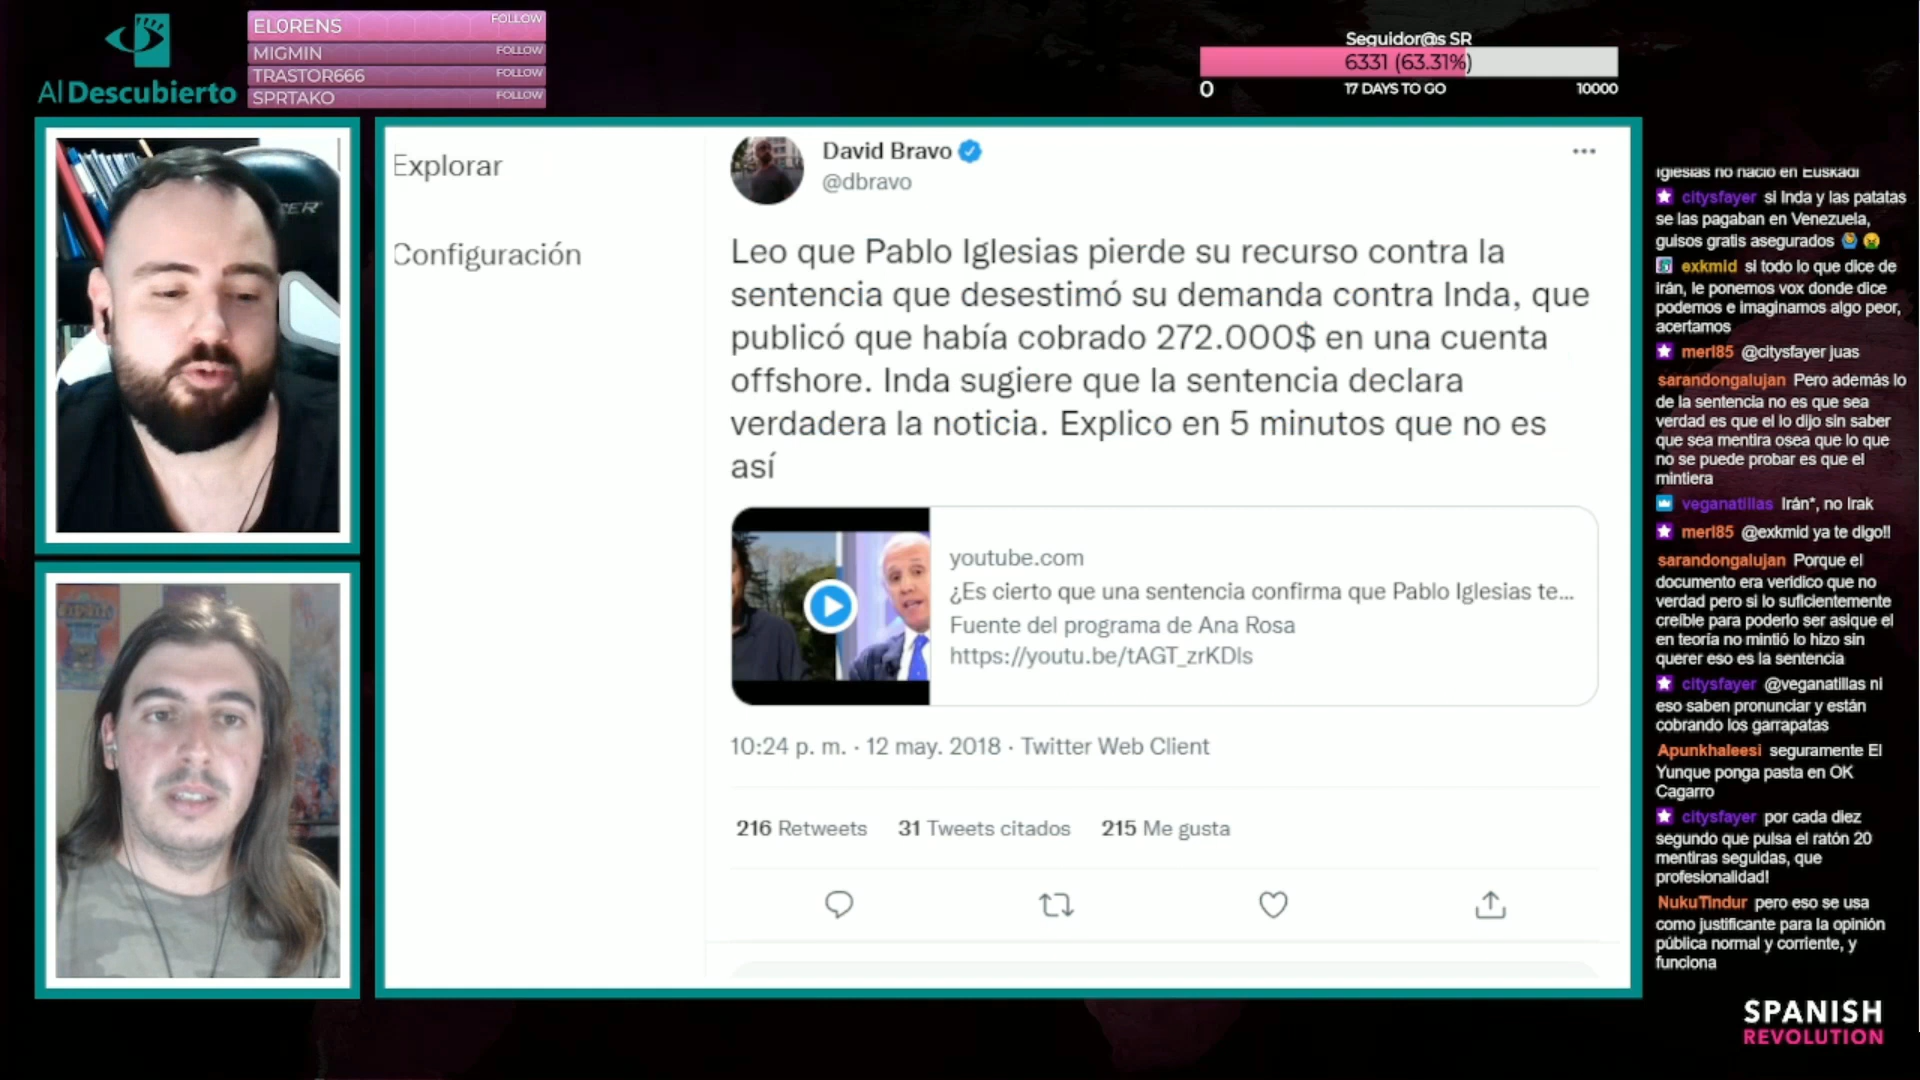 Al Descubierto
EL0RENS FOLLOW
MIGMIN FOLLOW
TRASTOR666 FOLLOW
SPRTAKO FOLLOW
Seguidor@s SR
6331 (63.31%)
0 17 DAYS TO GO 10000
Explorar
Configuración
David Bravo
@dbravo
Leo que Pablo Iglesias pierde su recurso contra la
sentencia que desestimó su demanda contra Inda, que
publicó que había cobrado 272.000$ en una cuenta
offshore. Inda sugiere que la sentencia declara
verdadera la noticia. Explico en 5 minutos que no es
así
youtube.com
¿Es cierto que una sentencia confirma que Pablo Iglesias te...
Fuente del programa de Ana Rosa
https://youtu.be/tAGT_zrKDls
10:24 p. m. · 12 may. 2018 · Twitter Web Client
216 Retweets 31 Tweets citados 215 Me gusta
Iglesias no nació en Euskadi
citysfayer si Inda y las patatas
se las pagaban en Venezuela,
guisos gratis asegurados
exkmid si todo lo que dice de
irán, le ponemos vox donde dice
podemos e imaginamos algo peor,
acertamos
merl85 @citysfayer juas
sarandongalujan Pero además lo
de la sentencia no es que sea
verdad es que el lo dijo sin saber
que sea mentira osea que lo que
no se puede probar es que el
mintiera
veganatillas Irán*, no Irak
merl85 @exkmid ya te digo!!
sarandongalujan Porque el
documento era veridico que no
verdad pero si lo suficientemente
creíble para poderlo ser asique el
en teoría no mintió lo hizo sin
querer eso es la sentencia
citysfayer @veganatillas ni
eso saben pronunciar y están
cobrando los garrapatas
Apunkhaleesi seguramente El
Yunque ponga pasta en OK
Cagarro
citysfayer por cada diez
segundo que pulsa el ratón 20
mentiras seguidas, que
profesionalidad!
NukuTindur pero eso se usa
como justificante para la opinión
pública normal y corriente, y
funciona
SPANISH
REVOLUTION